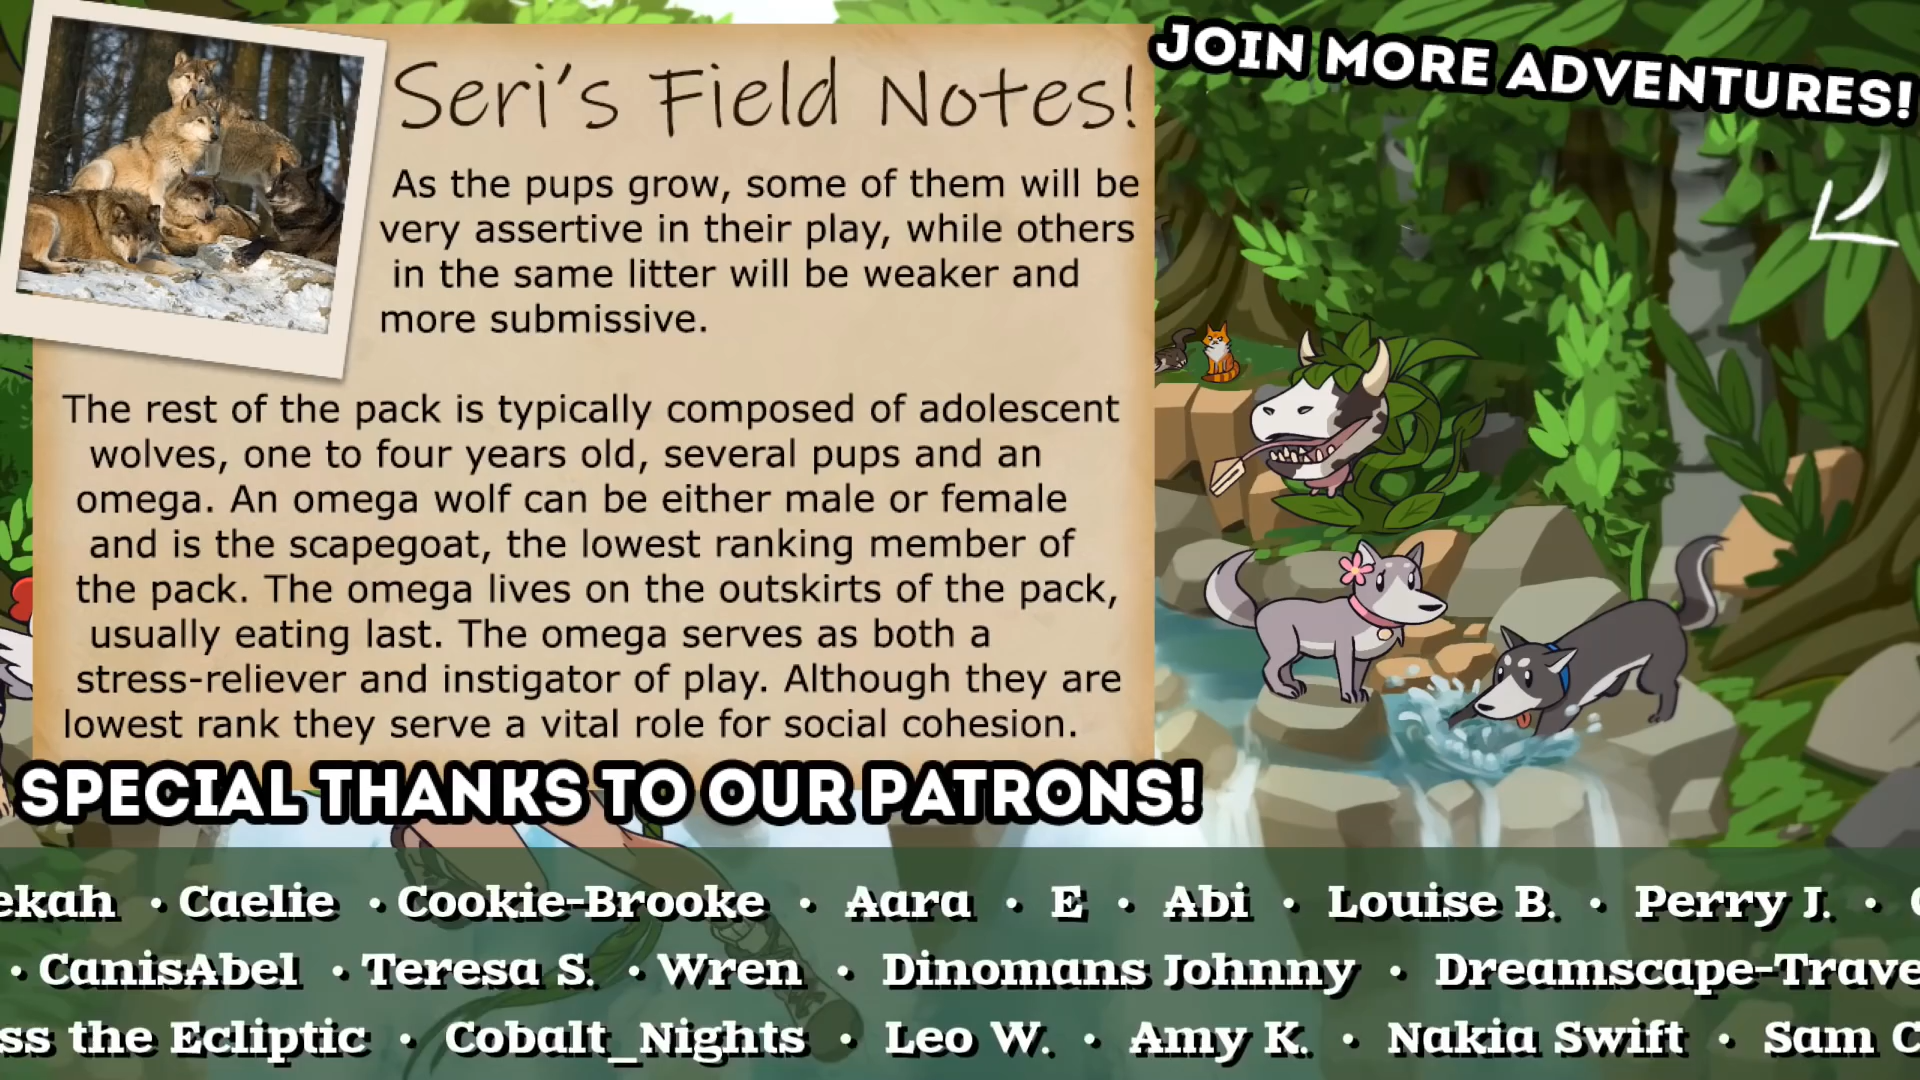 JOIN MORE ADVENTURES!
Seri's Field Notes!
As the pups grow, some of them will be
very assertive in their play, while others
in the same litter will be weaker and
more submissive.
The rest of the pack is typically composed of adolescent
wolves, one to four years old, several pups and an
omega. An omega wolf can be either male or female
and is the scapegoat, the lowest ranking member of
the pack. The omega lives on the outskirts of the pack,
usually eating last. The omega serves as both a
stress-reliever and instigator of play. Although they are
lowest rank they serve a vital role for social cohesion.
SPECIAL THANKS TO OUR PATRONS!
ekah • Caelie • Cookie-Brooke • Aara • E • Abi • Louise B. • Perry J. •
• CanisAbel • Teresa S. • Wren • Dinomans Johnny • Dreamscape-Trave
ss the Ecliptic • Cobalt_Nights • Leo W. • Amy K. • Nakia Swift • Sam C